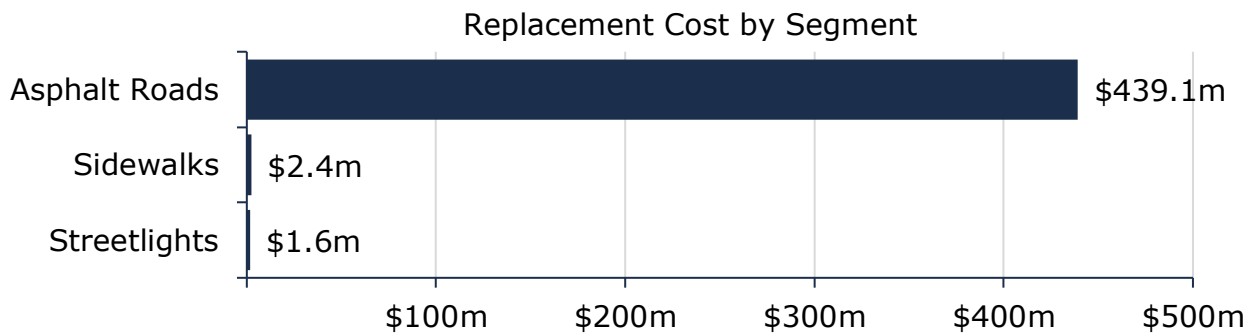 Replacement Cost by Segment
Asphalt Roads $439.1m
Sidewalks $2.4m
Streetlights $1.6m
$100m $200m $300m $400m $500m